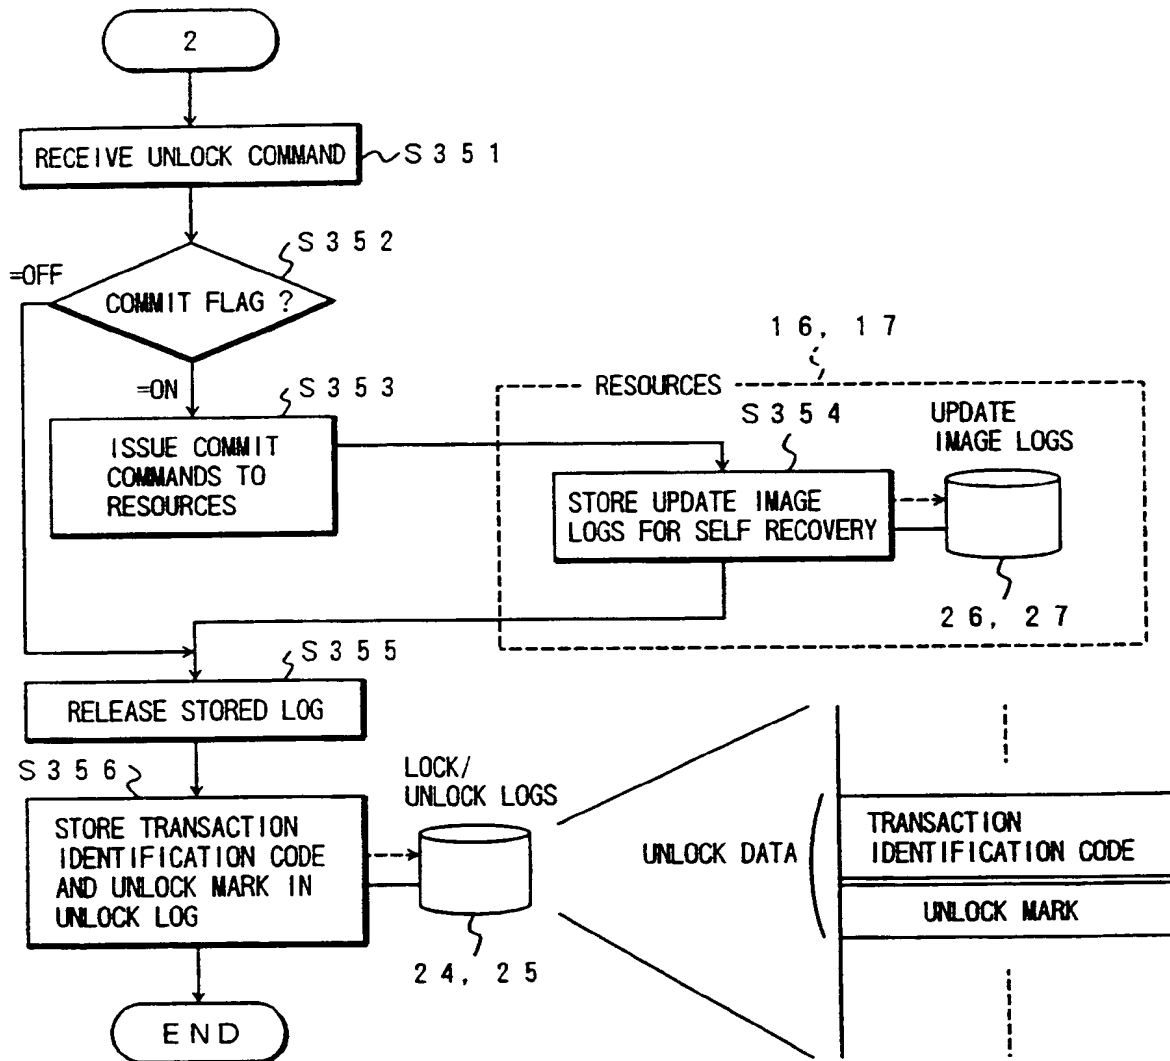 2
RECEIVE UNLOCK COMMAND
S351
S352
=OFF
COMMIT FLAG ?
=ON
S353
ISSUE COMMIT
COMMANDS TO
RESOURCES
16, 17
RESOURCES
S354
UPDATE
IMAGE LOGS
STORE UPDATE IMAGE
LOGS FOR SELF RECOVERY
26, 27
S355
RELEASE STORED LOG
S356
STORE TRANSACTION
IDENTIFICATION CODE
AND UNLOCK MARK IN
UNLOCK LOG
LOCK/
UNLOCK LOGS
24, 25
UNLOCK DATA
TRANSACTION
IDENTIFICATION CODE
UNLOCK MARK
END